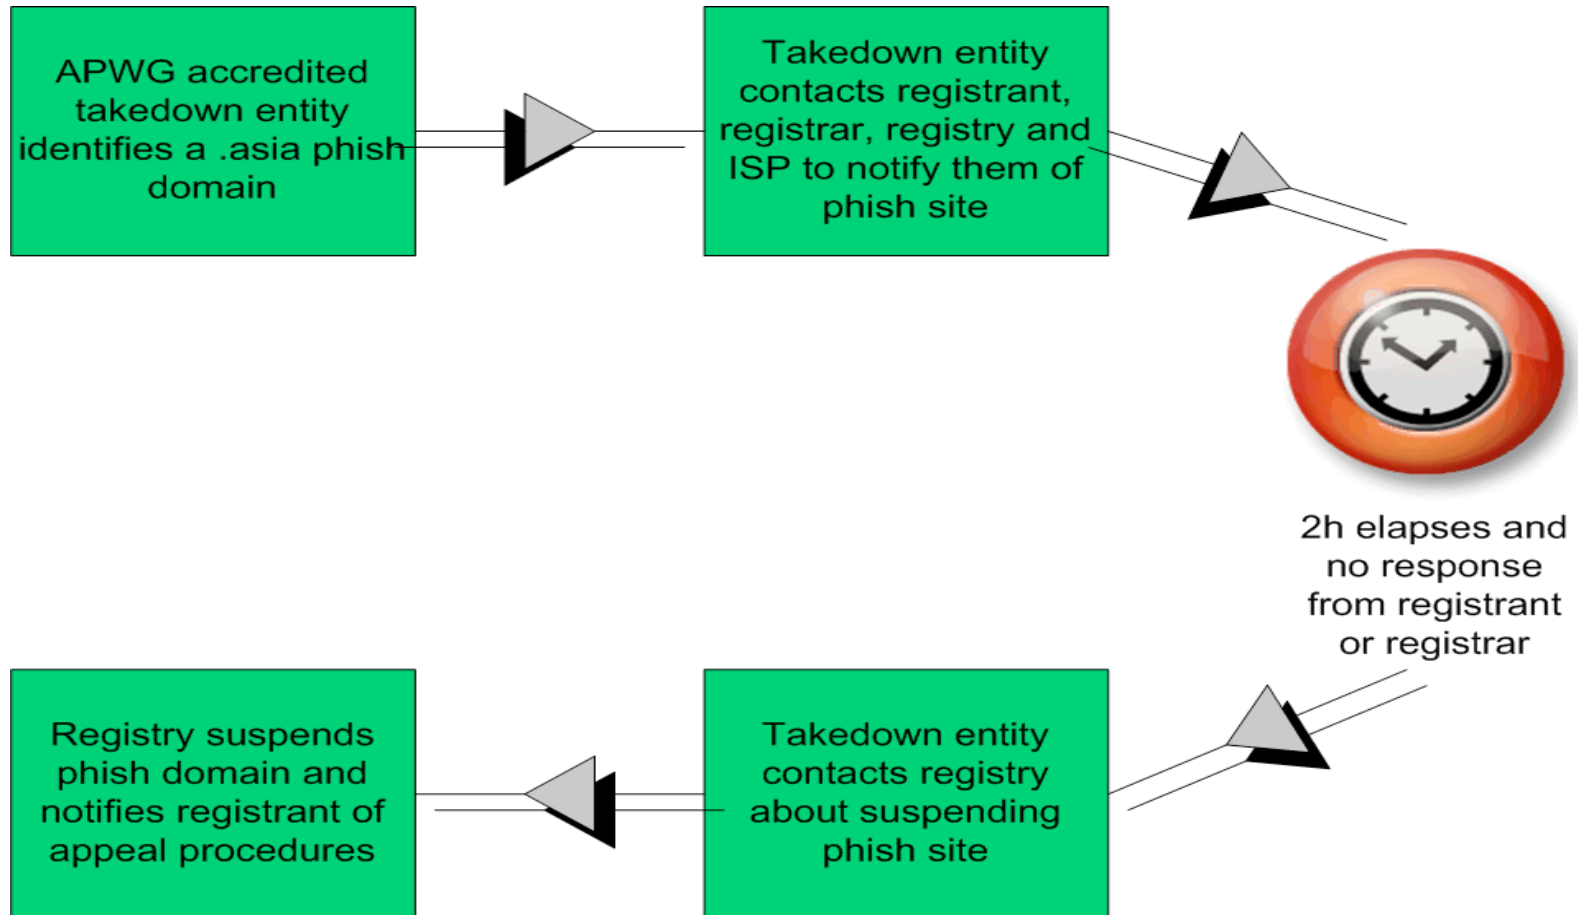 APWG accredited
takedown entity
identifies a .asia phish
domain
Takedown entity
contacts registrant,
registrar, registry and
ISP to notify them of
phish site
2h elapses and
no response
from registrant
or registrar
Takedown entity
contacts registry
about suspending
phish site
Registry suspends
phish domain and
notifies registrant of
appeal procedures